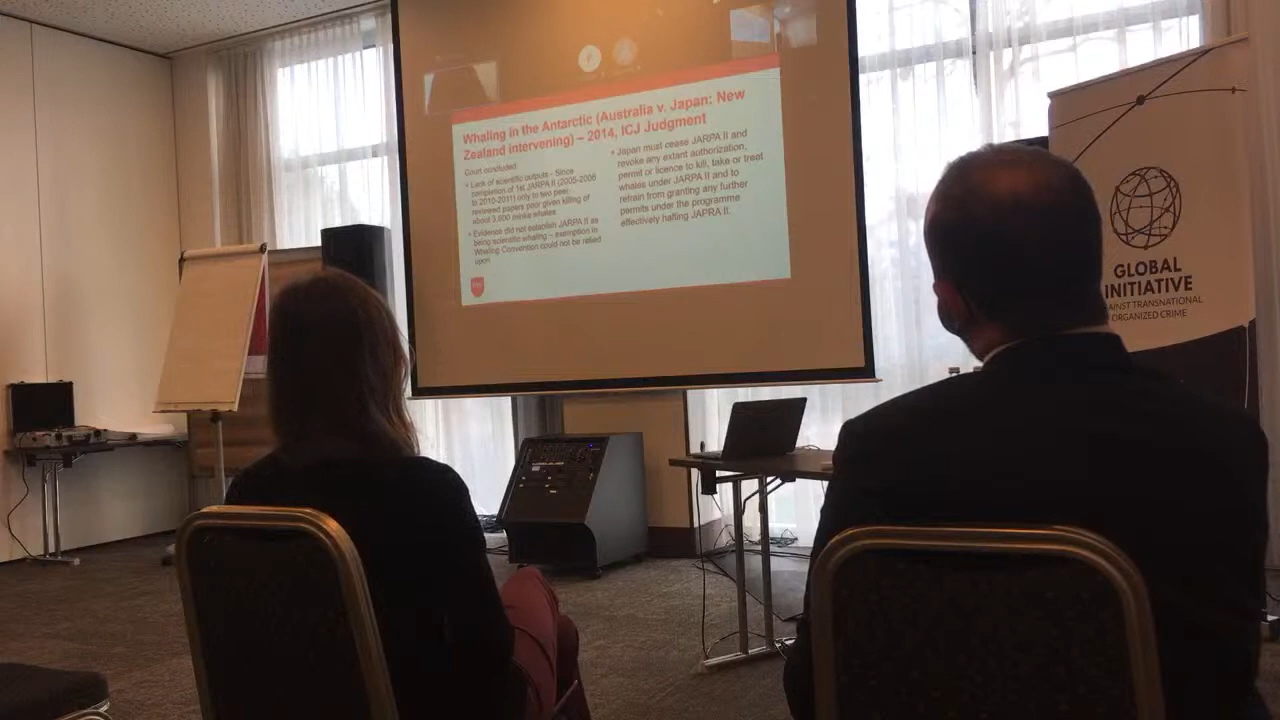 Whaling in the Antarctic (Australia v. Japan: New
Zealand intervening) – 2014, ICJ Judgment
Court concluded:
• Lack of scientific outputs - Since
completion of 1st JARPA II (2005-2006
to 2010-2011) only to two peer
reviewed papers poor given killing of
about 3,600 minke whales
• Evidence did not establish JARPA II as
being scientific whaling – exemption in
Whaling Convention could not be relied
upon
• Japan must cease JARPA II and
revoke any extant authorization,
permit or licence to kill, take or treat
whales under JARPA II and to
refrain from granting any further
permits under the programme
effectively halting JAPRA II.
GLOBAL
INITIATIVE
AINST TRANSNATIONAL
ORGANIZED CRIME